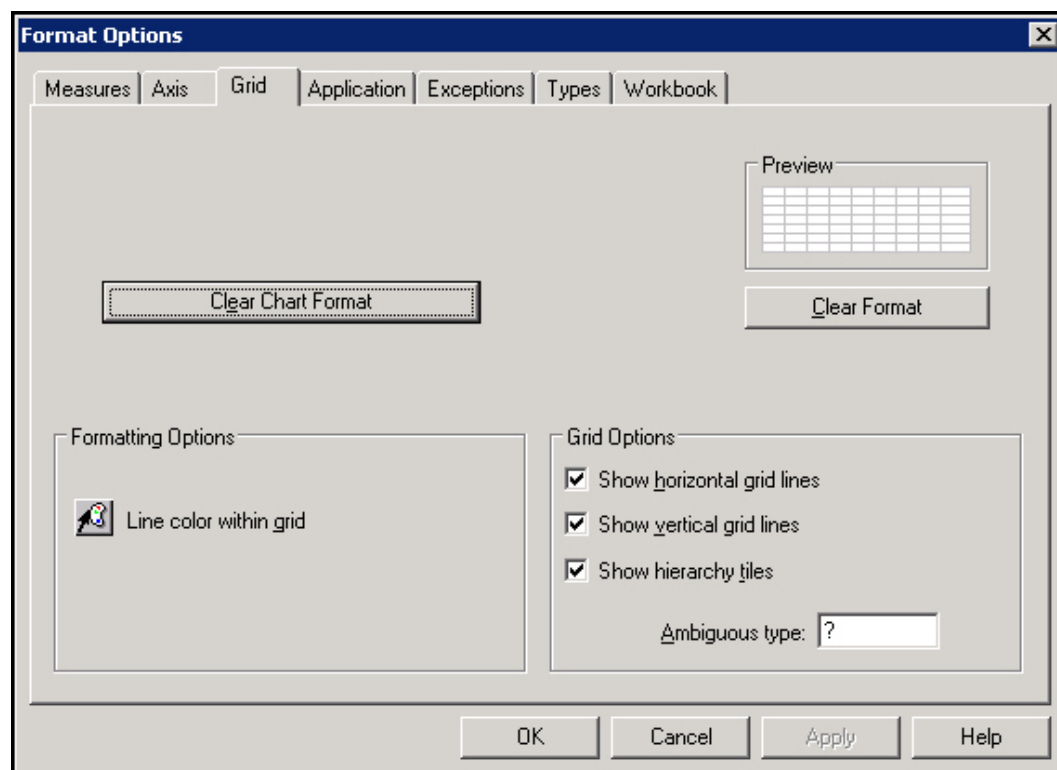 Format Options
Measures Axis Grid Application Exceptions Types Workbook
Preview
Clear Chart Format
Clear Format
Formatting Options
Line color within grid
Grid Options
Show horizontal grid lines
Show vertical grid lines
Show hierarchy tiles
Ambiguous type: ?
OK Cancel Apply Help